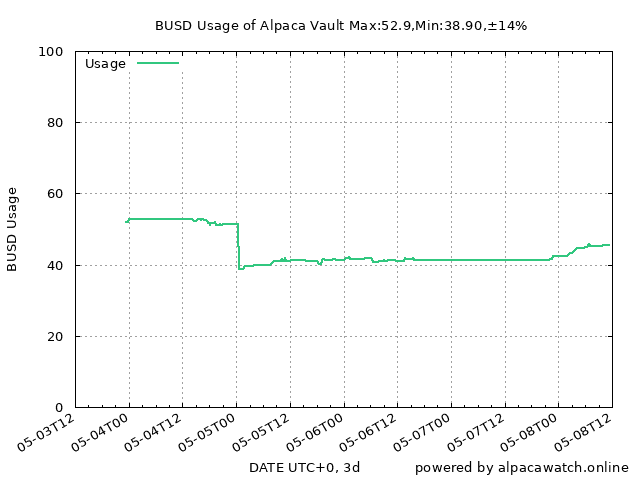 BUSD Usage of Alpaca Vault Max:52.9,Min:38.90,±14%
Usage
100
80
60
40
20
0
BUSD Usage
05-03T12
05-04T00
05-04T12
05-05T00
05-05T12
05-06T00
05-06T12
05-07T00
05-07T12
05-08T00
05-08T12
DATE UTC+0, 3d
powered by alpacawatch.online